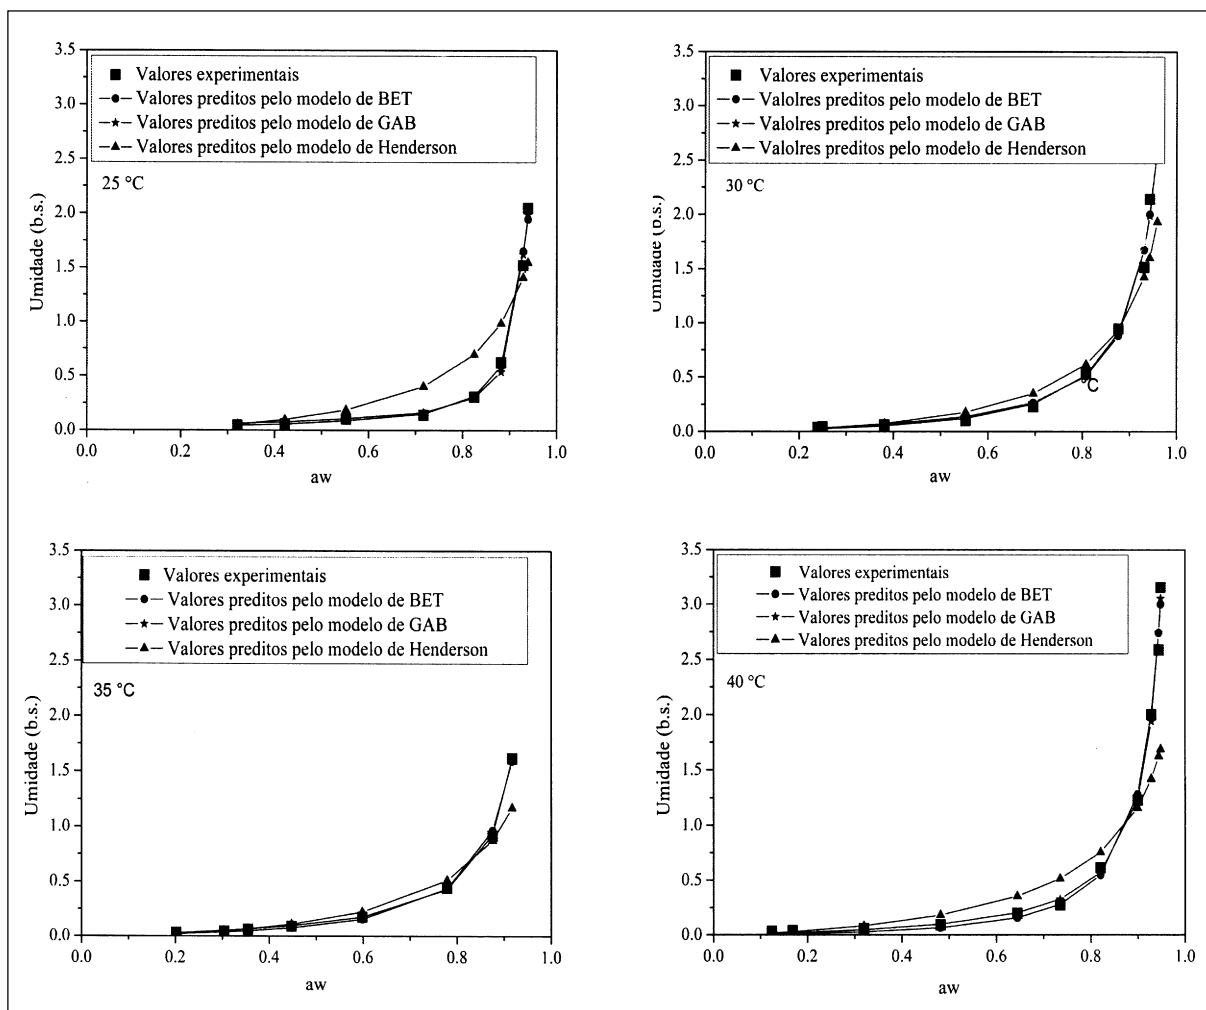 3.5
3.0
2.5
2.0
1.5
1.0
0.5
0.0
Umidade (b.s.)
Valores experimentais
Valores preditos pelo modelo de BET
Valores preditos pelo modelo de GAB
Valores preditos pelo modelo de Henderson
25 °C
0.0 0.2 0.4 0.6 0.8 1.0
aw
3.5
3.0
2.5
2.0
1.5
1.0
0.5
0.0
Umidade (b.s.)
Valores experimentais
Valores preditos pelo modelo de BET
Valolres preditos pelo modelo de GAB
Valolres preditos pelo modelo de Henderson
30 °C
°C
0.0 0.2 0.4 0.6 0.8 1.0
aw
3.5
3.0
2.5
2.0
1.5
1.0
0.5
0.0
Umidade (b.s.)
Valores experimentais
Valores preditos pelo modelo de BET
Valores preditos pelo modelo de GAB
Valores preditos pelo modelo de Henderson
35 °C
0.0 0.2 0.4 0.6 0.8 1.0
aw
3.5
3.0
2.5
2.0
1.5
1.0
0.5
0.0
Umidade (b.s.)
Valores experimentais
Valores preditos pelo modelo de BET
Valores preditos pelo modelo de GAB
Valores preditos pelo modelo de Henderson
40 °C
0.0 0.2 0.4 0.6 0.8 1.0
aw